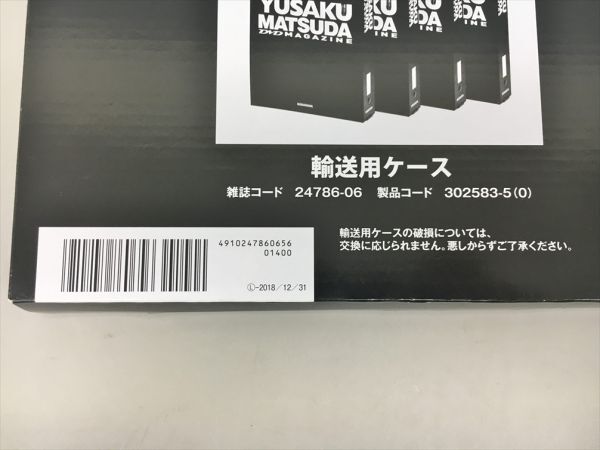 YUSAKU
MATSUDA
DVD MAGAZINE
輸送用ケース
雑誌コード 24786-06 製品コード 302583-5(0)
4910247860656
01400
Ⓛ-2018/12/31
輸送用ケースの破損については、
交換に応じられません。悪しからずご了承ください。